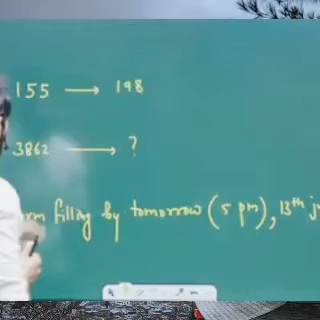 155 → 198
3862 → ?
filling by tomorrow (5 pm), 13th